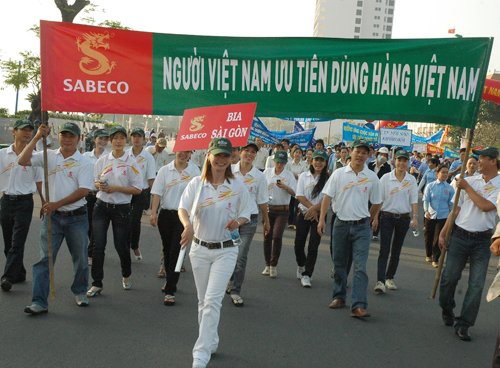 SABECO
NGƯỜI VIỆT NAM ƯU TIÊN DÙNG HÀNG VIỆT NAM
SABECO
BIA
SÀI GÒN